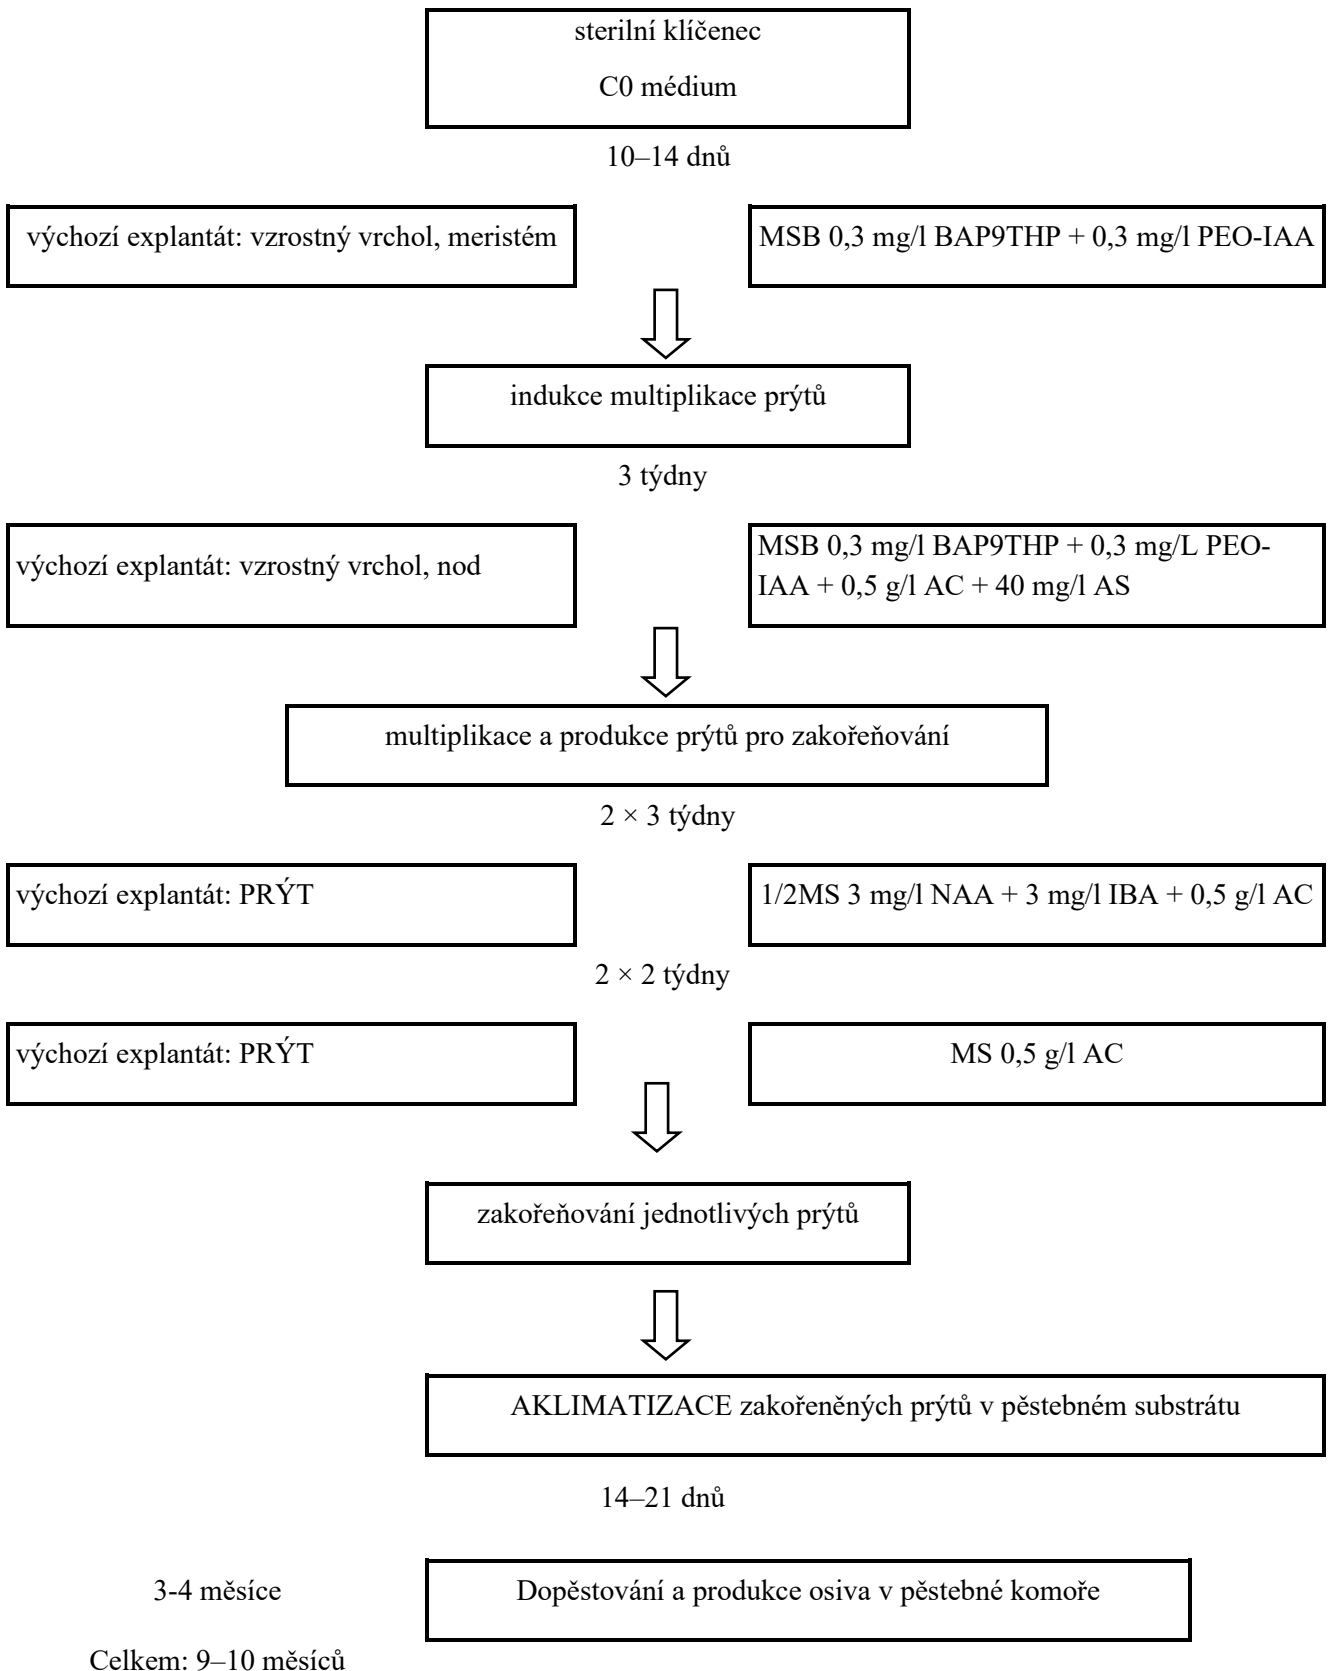 sterilní klíčenec
C0 médium
10–14 dnů
výchozí explantát: vzrostný vrchol, meristém
MSB 0,3 mg/l BAP9THP + 0,3 mg/l PEO-IAA
indukce multiplikace prýtů
3 týdny
výchozí explantát: vzrostný vrchol, nod
MSB 0,3 mg/l BAP9THP + 0,3 mg/L PEO-
IAA + 0,5 g/l AC + 40 mg/l AS
multiplikace a produkce prýtů pro zakořeňování
2 × 3 týdny
výchozí explantát: PRÝT
1/2MS 3 mg/l NAA + 3 mg/l IBA + 0,5 g/l AC
2 × 2 týdny
výchozí explantát: PRÝT
MS 0,5 g/l AC
zakořeňování jednotlivých prýtů
AKLIMATIZACE zakořeněných prýtů v pěstebném substrátu
14–21 dnů
3-4 měsíce
Dopěstování a produkce osiva v pěstebné komoře
Celkem: 9–10 měsíců